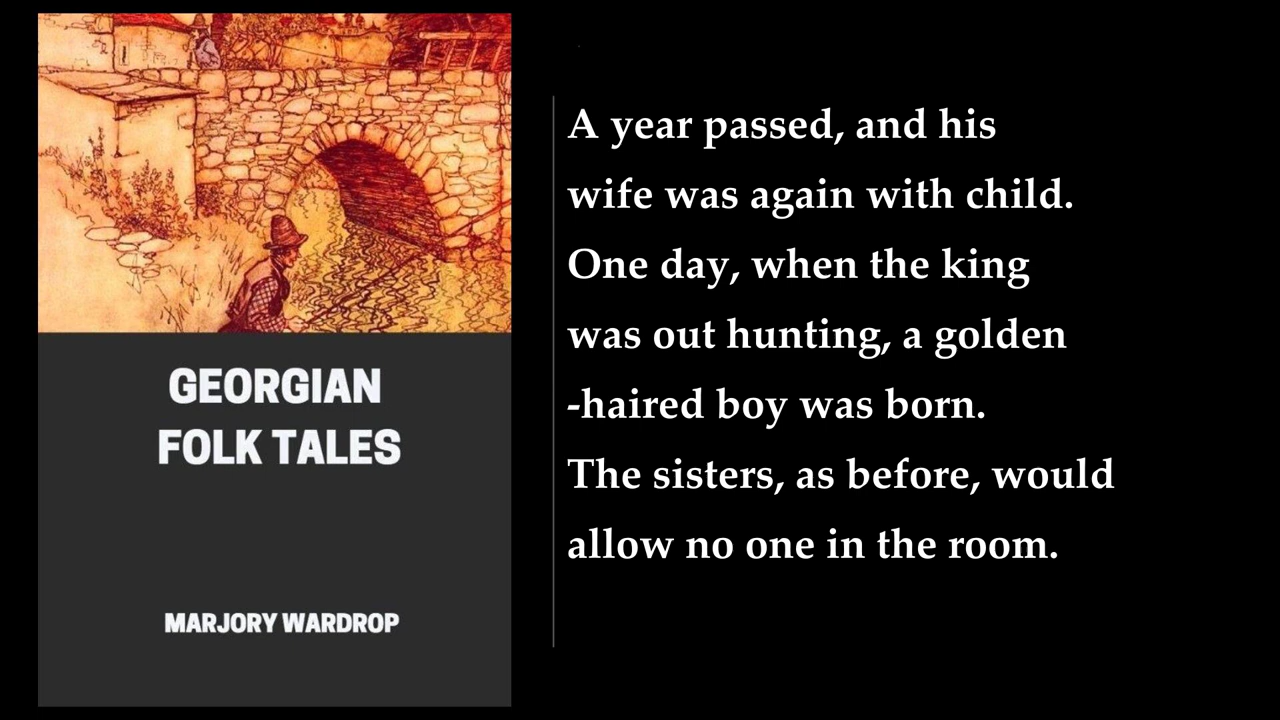 GEORGIAN
FOLK TALES
MARJORY WARDROP
A year passed, and his
wife was again with child.
One day, when the king
was out hunting, a golden
-haired boy was born.
The sisters, as before, would
allow no one in the room.